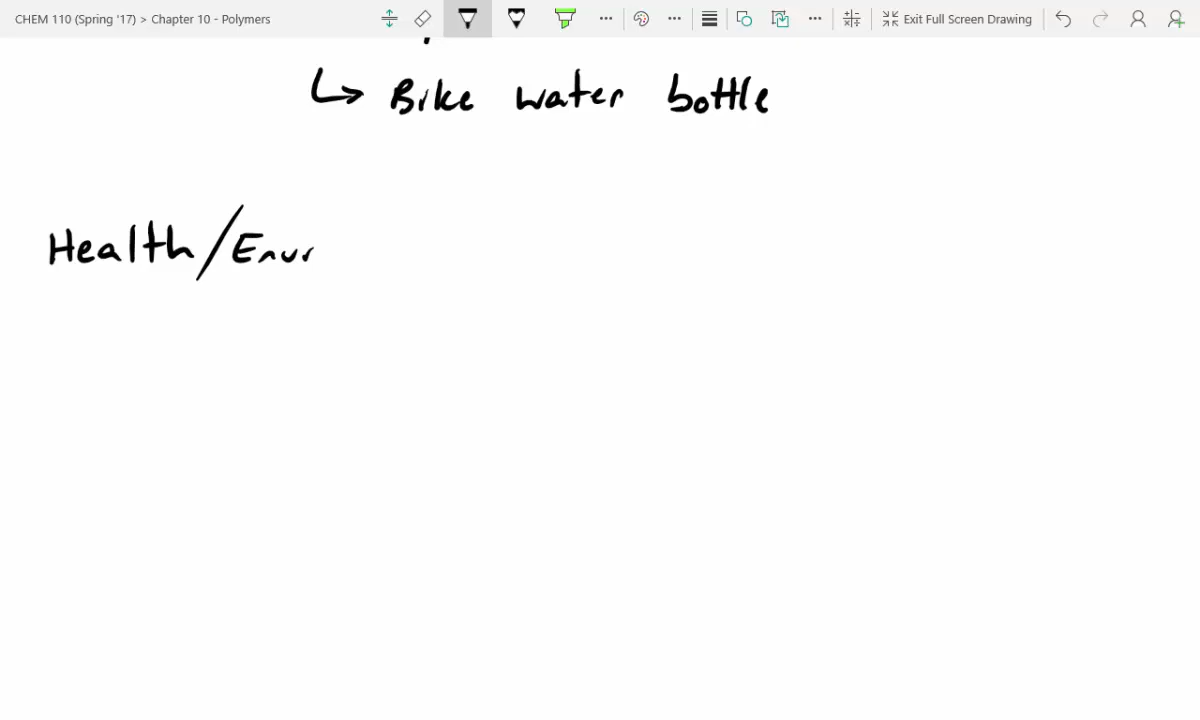 CHEM 110 (Spring '17) > Chapter 10 - Polymers
Exit Full Screen Drawing
↳ Bike water bottle
Health/Envr